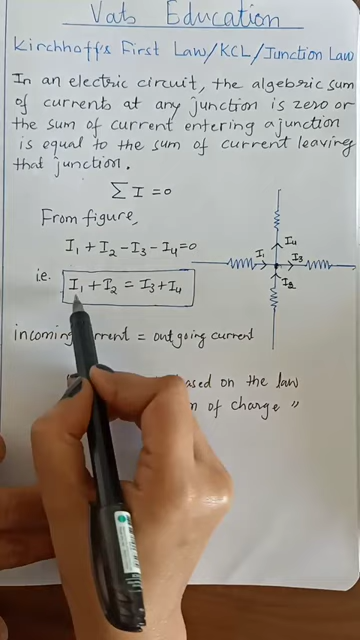 Vats Education
Kirchhoff's First Law/KCL/Junction Law
In an electric circuit, the algebric sum
of currents at any junction is zero or
the sum of current entering a junction
is equal to the sum of current leaving
that junction.
Σ I = 0
From figure,
I₁ + I₂ - I₃ - I₄ = 0
i.e. I₁ + I₂ = I₃ + I₄
I₄
I₁ I₃
I₂
incoming current = outgoing current
based on the law
of charge "